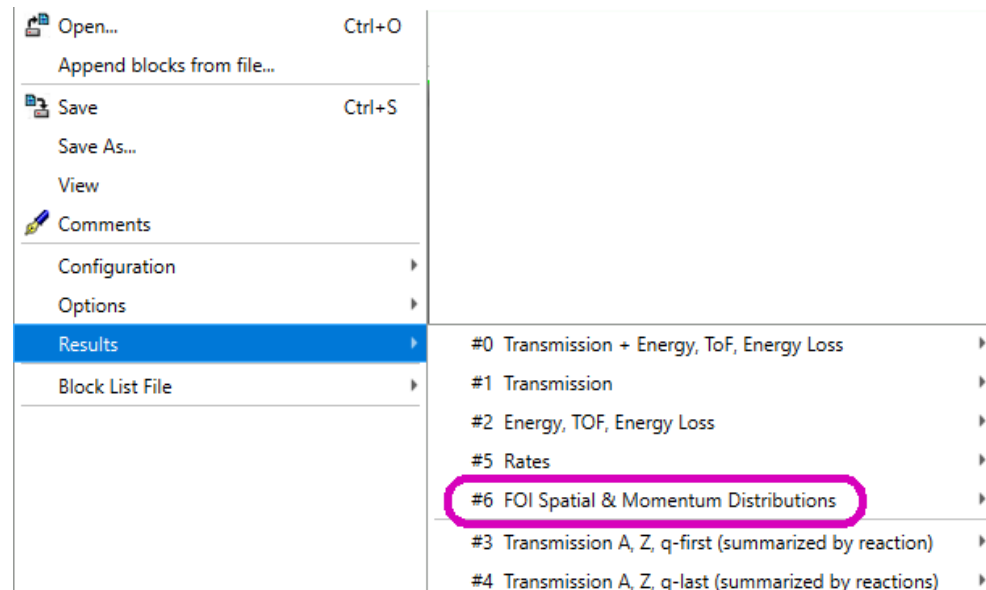 Open... Ctrl+O
Append blocks from file...
Save Ctrl+S
Save As...
View
Comments
Configuration
Options
Results
Block List File
#0 Transmission + Energy, ToF, Energy Loss
#1 Transmission
#2 Energy, TOF, Energy Loss
#5 Rates
#6 FOI Spatial & Momentum Distributions
#3 Transmission A, Z, q-first (summarized by reaction)
#4 Transmission A, Z, q-last (summarized by reactions)